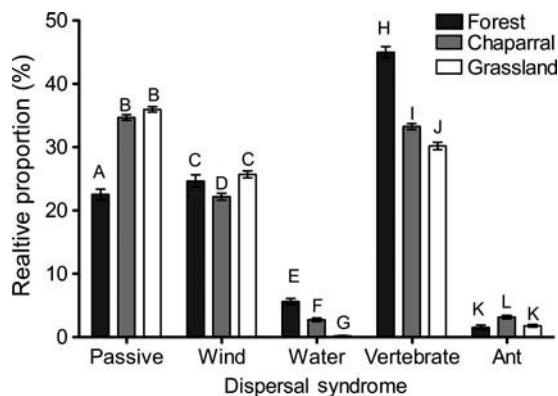 50
40
30
20
10
0
Realtive proportion (%)
Forest
Chaparral
Grassland
A
B
B
C
D
C
E
F
G
H
I
J
K
L
K
Passive
Wind
Water
Vertebrate
Ant
Dispersal syndrome